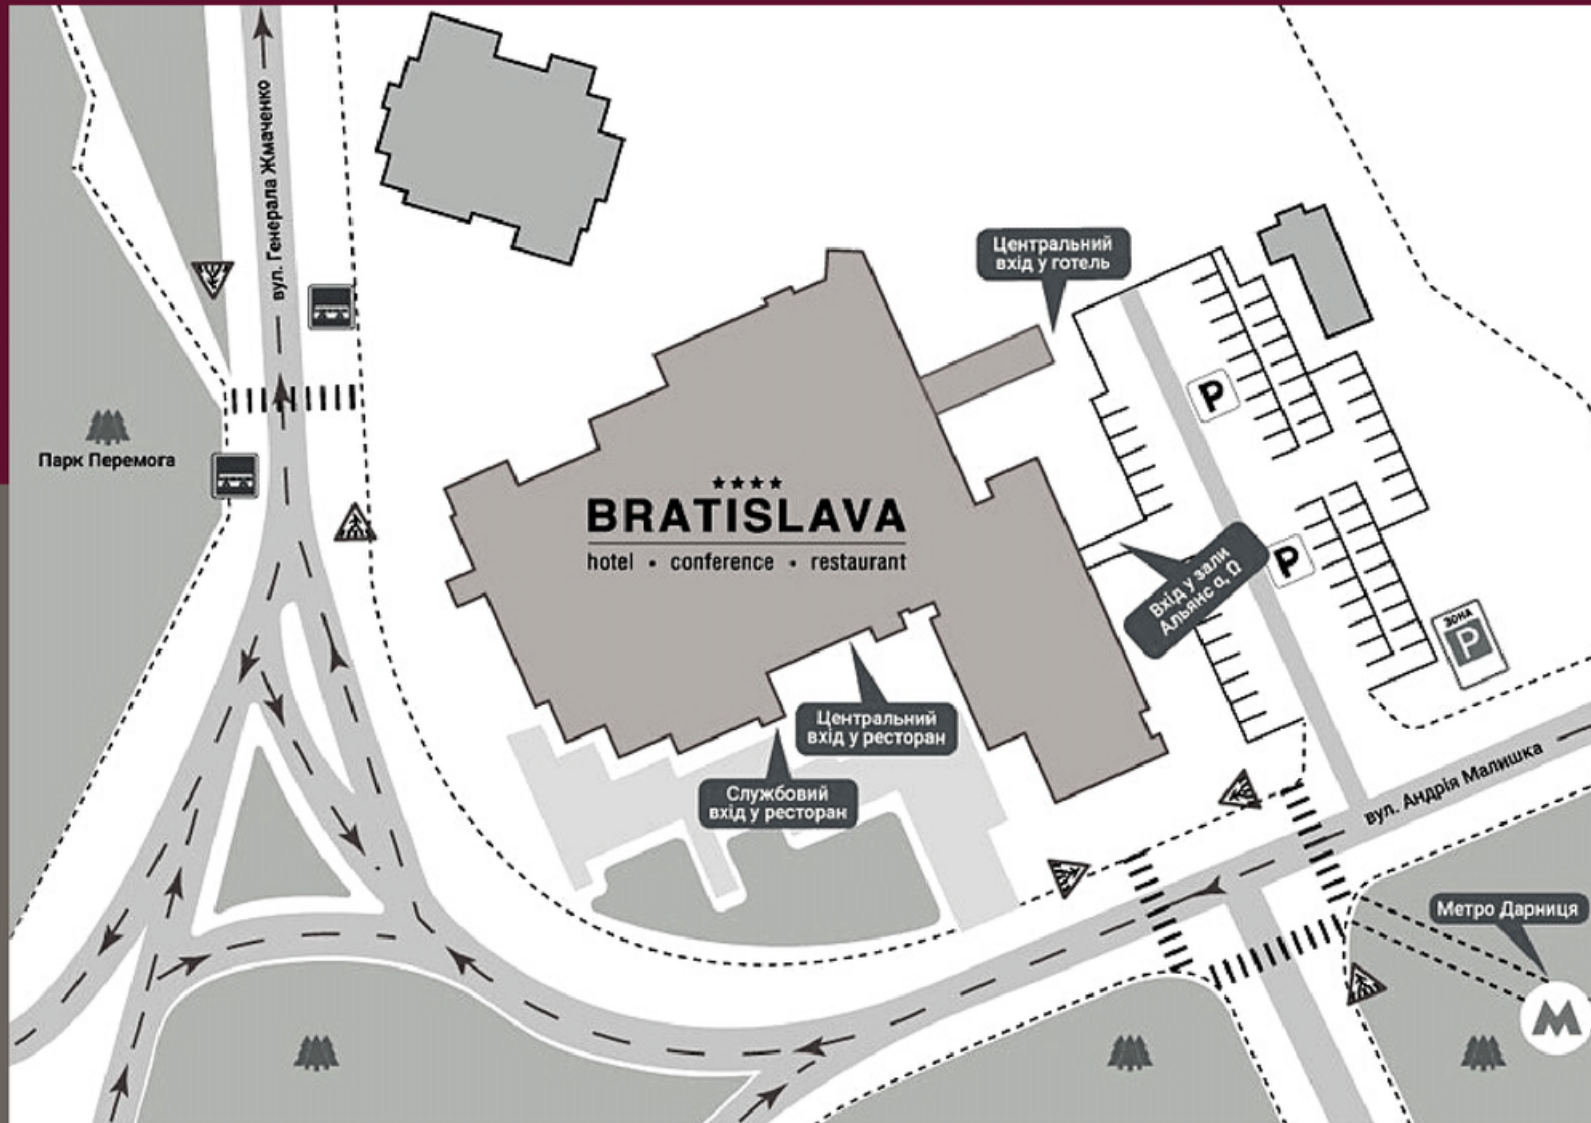 вул. Генерала Жмаченко
Центральний
вхід у готель
P
Парк Перемога
★★★★
BRATISLAVA
hotel • conference • restaurant
Вхід у зали
Альянс α, Ω
P
ЗОНА
P
Центральний
вхід у ресторан
Службовий
вхід у ресторан
вул. Андрія Малишка
Метро Дарниця
М